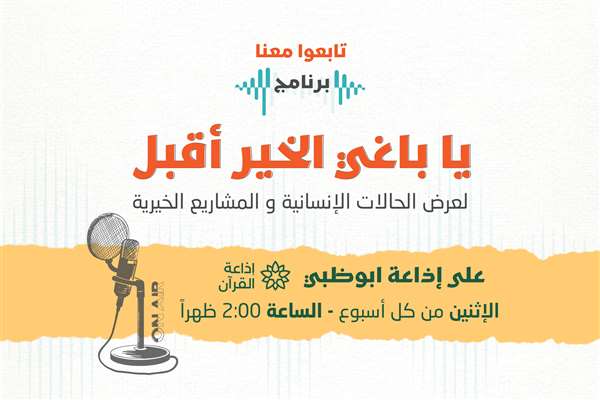 تابعوا معنا
برنامج
يا باغي الخير أقبل
لعرض الحالات الإنسانية و المشاريع الخيرية
على إذاعة ابوظبي
إذاعة
القرآن
الإثنين من كل أسبوع - الساعة 2:00 ظهراً
ON AIR